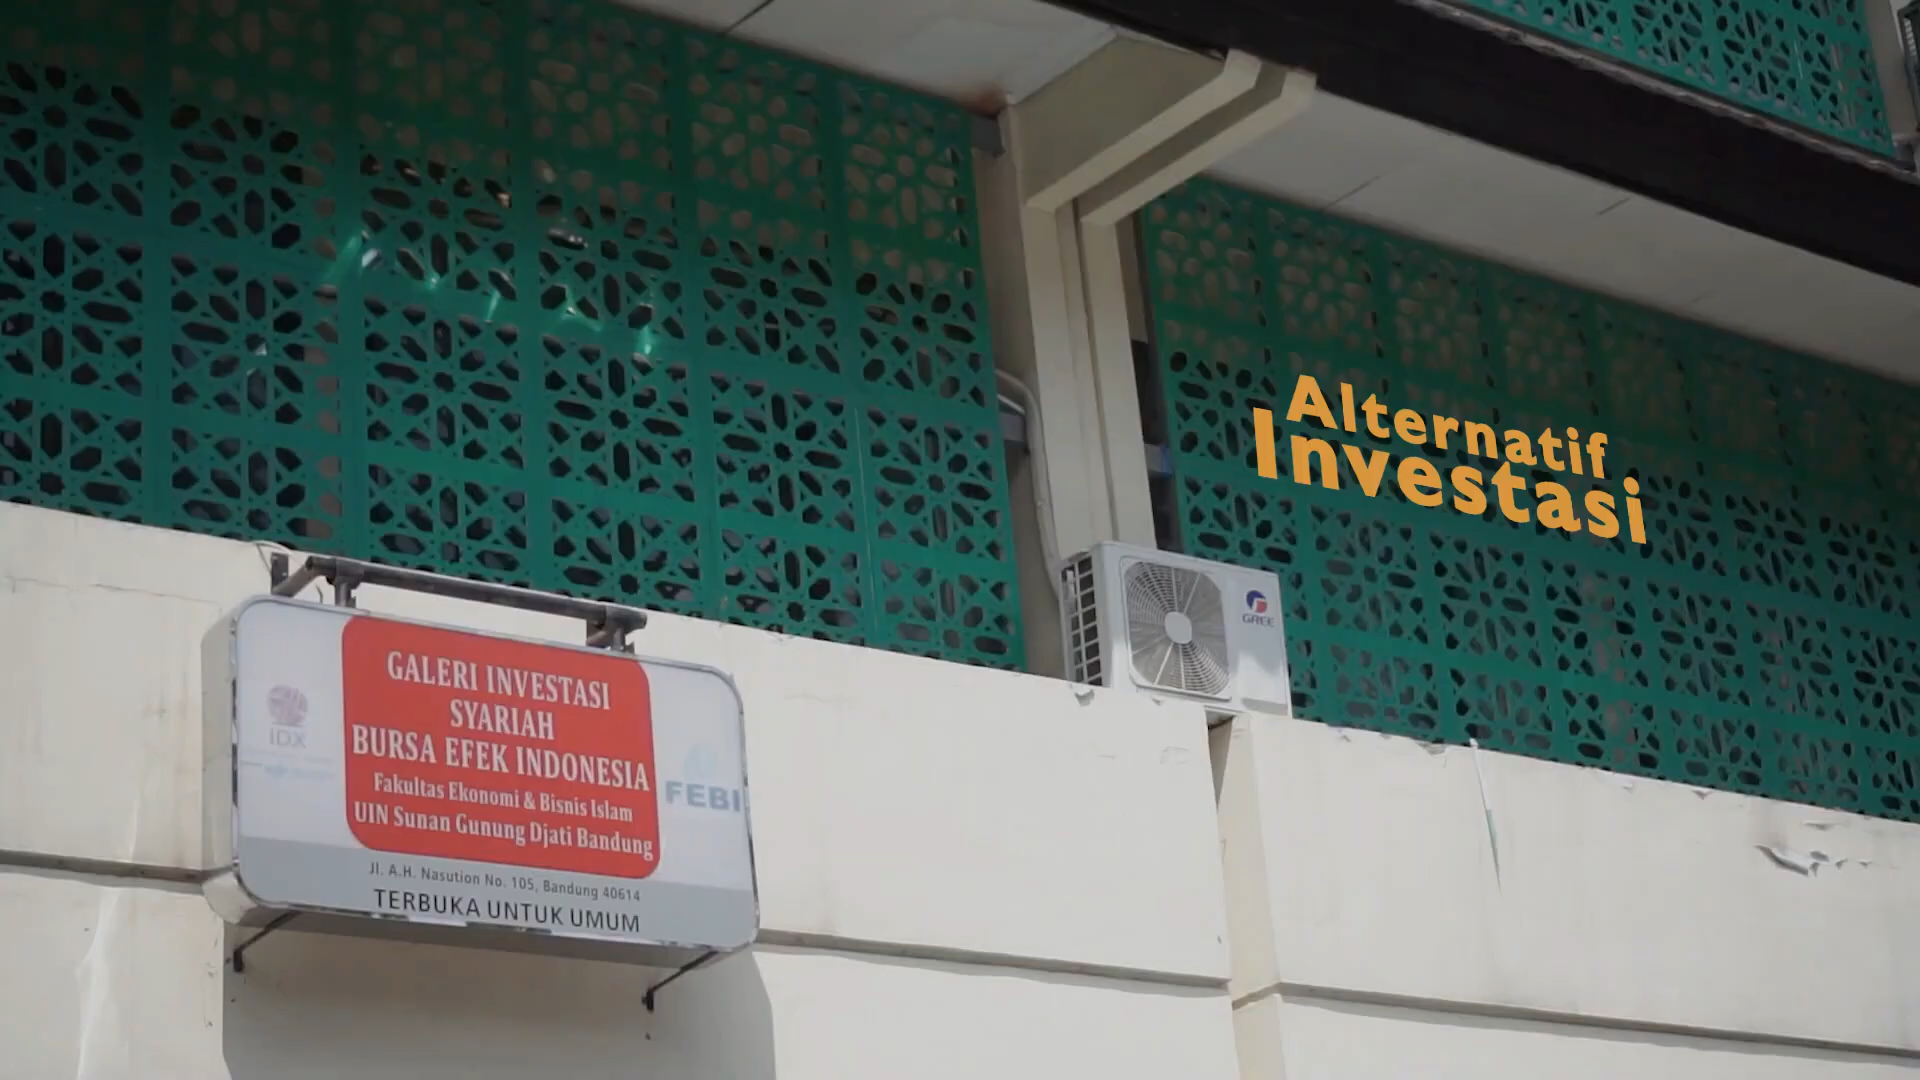 Alternatif
Investasi
GREE
GALERI INVESTASI
SYARIAH
BURSA EFEK INDONESIA
Fakultas Ekonomi & Bisnis Islam
UIN Sunan Gunung Djati Bandung
IDX
FEBI
Jl. A.H. Nasution No. 105, Bandung 40614
TERBUKA UNTUK UMUM